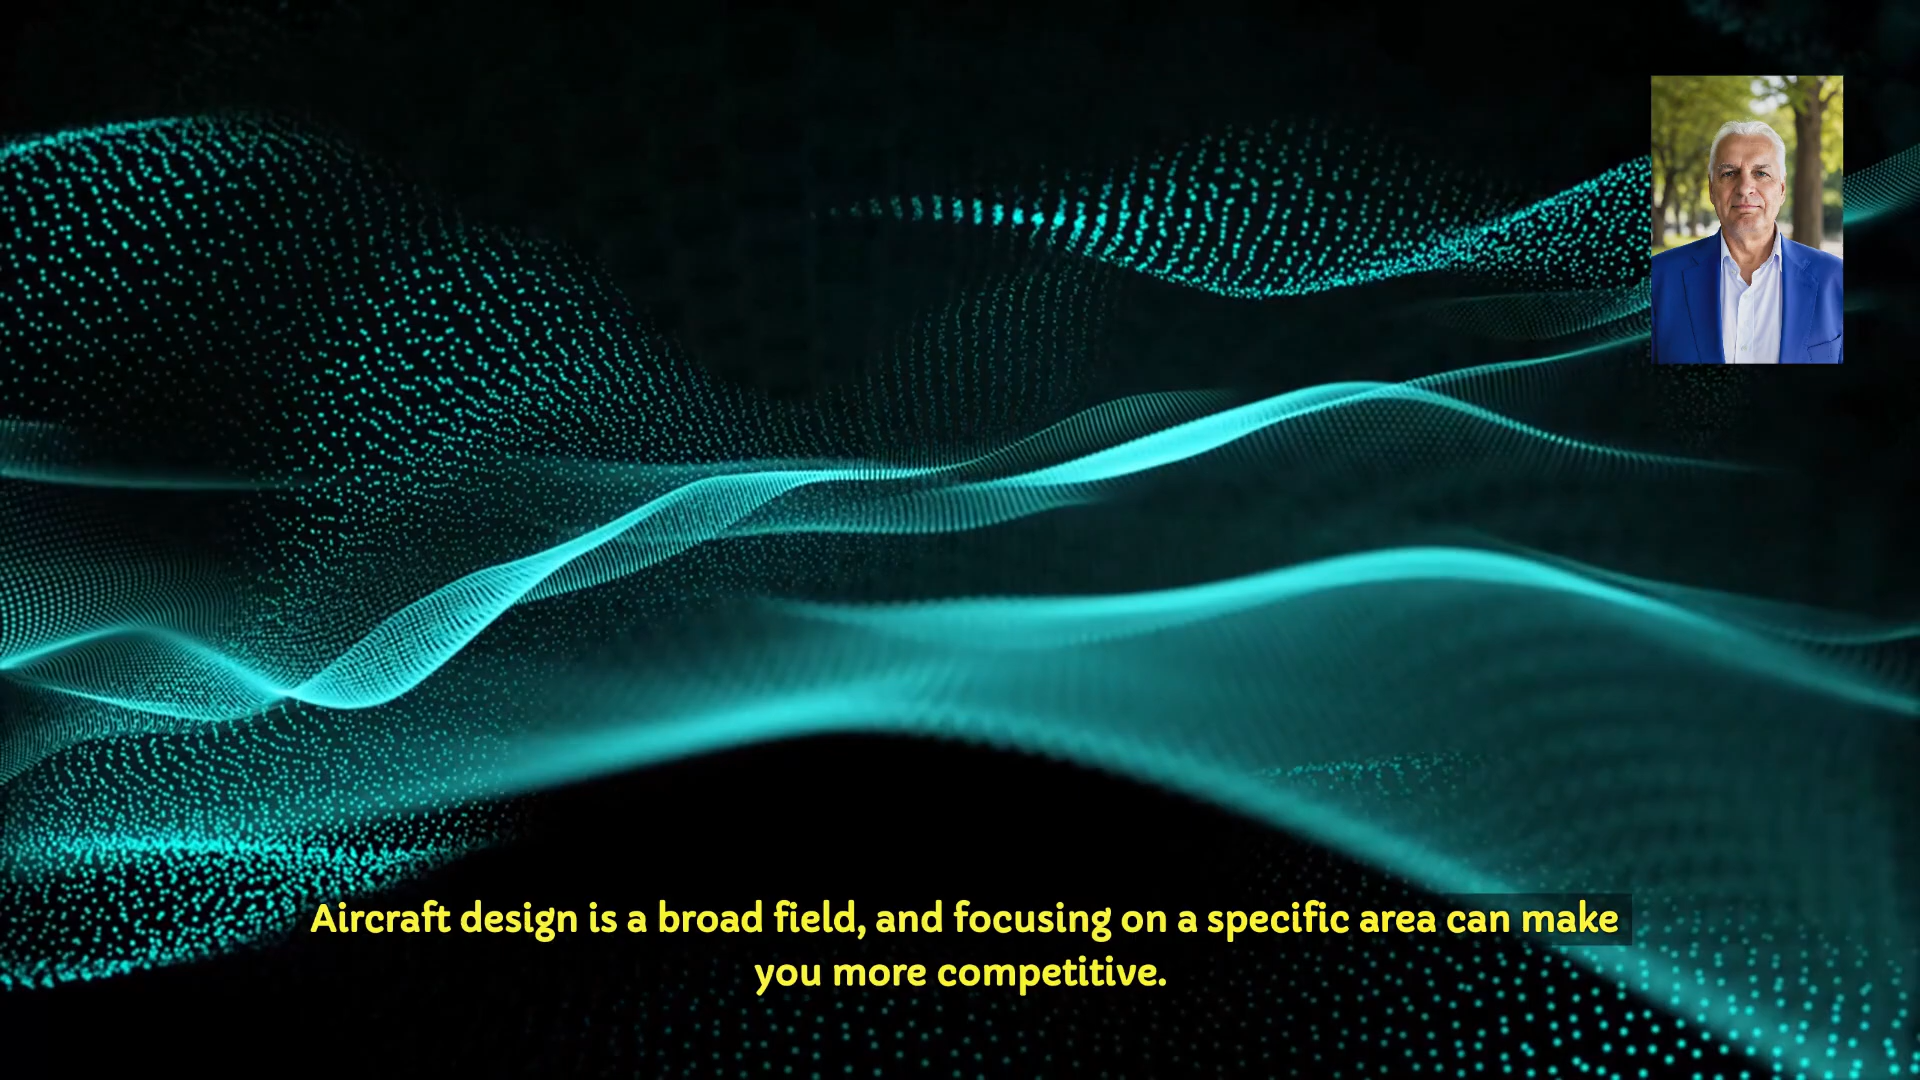 Aircraft design is a broad field, and focusing on a specific area can make
you more competitive.